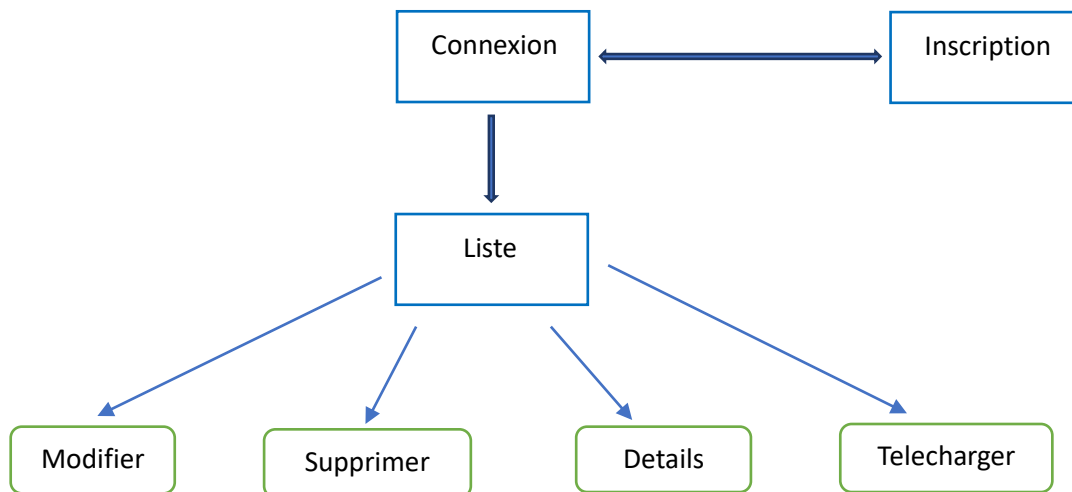 Connexion
Inscription
Liste
Modifier
Supprimer
Details
Telecharger